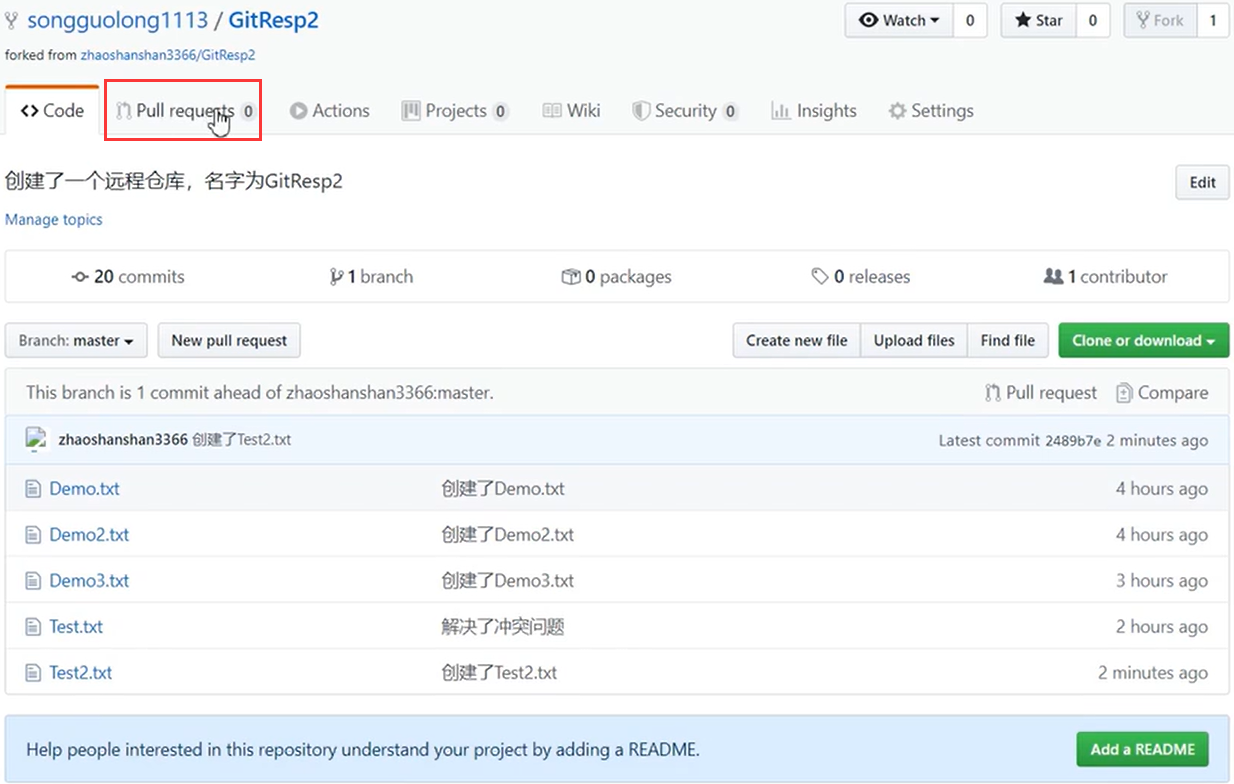 songguolong1113 / GitResp2
Watch 0 Star 0 Fork 1
forked from zhaoshanshan3366/GitResp2
Code Pull requests 0 Actions Projects 0 Wiki Security 0 Insights Settings
创建了一个远程仓库，名字为GitResp2
Edit
Manage topics
20 commits 1 branch 0 packages 0 releases 1 contributor
Branch: master New pull request Create new file Upload files Find file Clone or download
This branch is 1 commit ahead of zhaoshanshan3366:master. Pull request Compare
zhaoshanshan3366 创建了Test2.txt Latest commit 2489b7e 2 minutes ago
Demo.txt 创建了Demo.txt 4 hours ago
Demo2.txt 创建了Demo2.txt 4 hours ago
Demo3.txt 创建了Demo3.txt 3 hours ago
Test.txt 解决了冲突问题 2 hours ago
Test2.txt 创建了Test2.txt 2 minutes ago
Help people interested in this repository understand your project by adding a README. Add a README